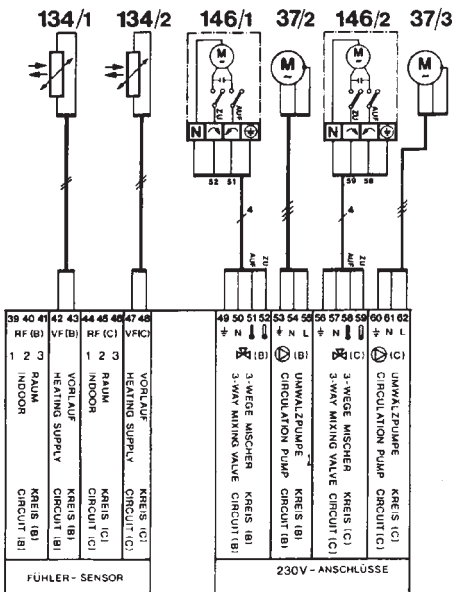 134/1 134/2 146/1 37/2 146/2 37/3
M ~ M ~ M ~ M ~
ZU AUF ZU AUF
N N
52 51 59 58
4 4
AUF ZU AUF ZU
39 40 41 42 43 44 45 46 47 48 49 50 51 52 53 54 55 56 57 58 59 60 61 62
RF (B) VF(B) RF (C) VF(C) N N L N N L
1 2 3 1 2 3 (B) (B) (C) (C)
RAUM KREIS (B)
INDOOR CIRCUIT (B)
VORLAUF KREIS (B)
HEATING SUPPLY CIRCUIT (B)
RAUM KREIS (C)
INDOOR CIRCUIT (C)
VORLAUF KREIS (C)
HEATING SUPPLY CIRCUIT (C)
3-WEGE MISCHER KREIS (B)
3-WAY MIXING VALVE CIRCUIT (B)
UMWALZPUMPE KREIS (B)
CIRCULATION PUMP CIRCUIT (B)
3-WEGE MISCHER KREIS (C)
3-WAY MIXING VALVE CIRCUIT (C)
UMWALZPUMPE KREIS (C)
CIRCULATION PUMP CIRCUIT (C)
FÜHLER - SENSOR
230V - ANSCHLÜSSE